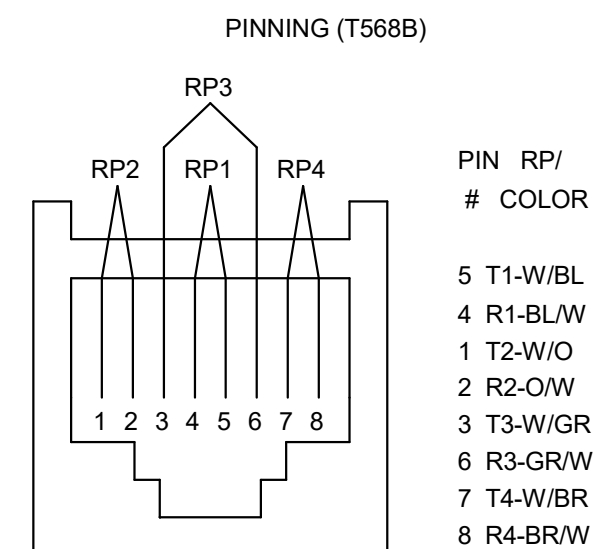 PINNING (T568B)
RP3
RP2 RP1 RP4
1 2 3 4 5 6 7 8
PIN RP/
# COLOR
5 T1-W/BL
4 R1-BL/W
1 T2-W/O
2 R2-O/W
3 T3-W/GR
6 R3-GR/W
7 T4-W/BR
8 R4-BR/W